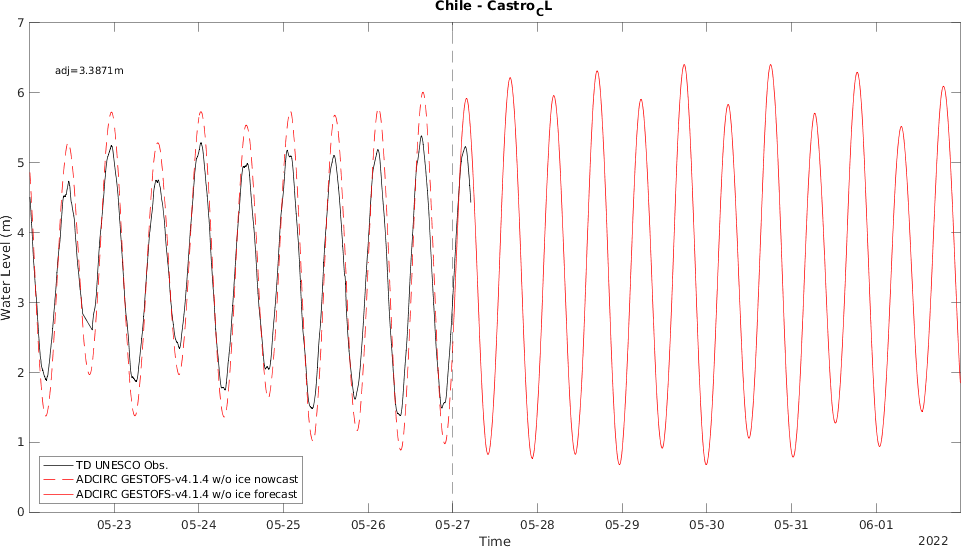 Chile - Castro_CL
7
adj=3.3871m
6
5
4
3
2
1
0
Water Level (m)
TD UNESCO Obs.
ADCIRC GESTOFS-v4.1.4 w/o ice nowcast
ADCIRC GESTOFS-v4.1.4 w/o ice forecast
05-23 05-24 05-25 05-26 05-27 05-28 05-29 05-30 05-31 06-01
Time
2022